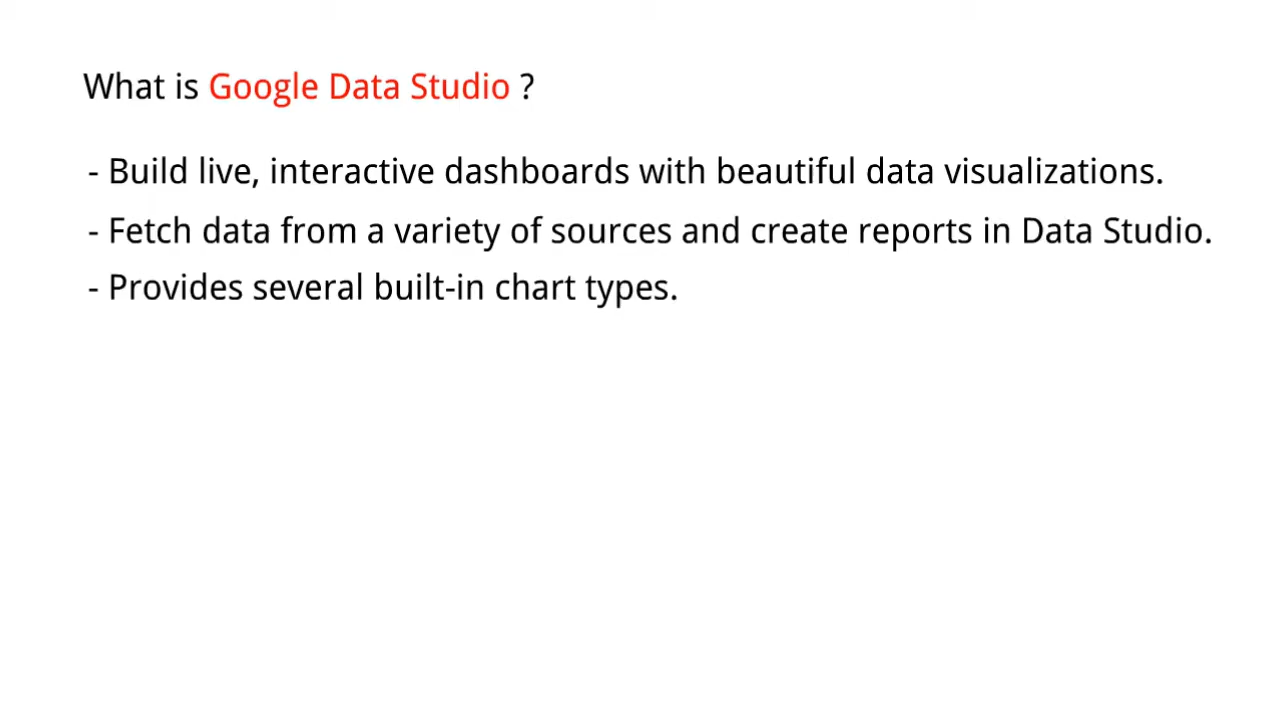 What is Google Data Studio ?
- Build live, interactive dashboards with beautiful data visualizations.
- Fetch data from a variety of sources and create reports in Data Studio.
- Provides several built-in chart types.